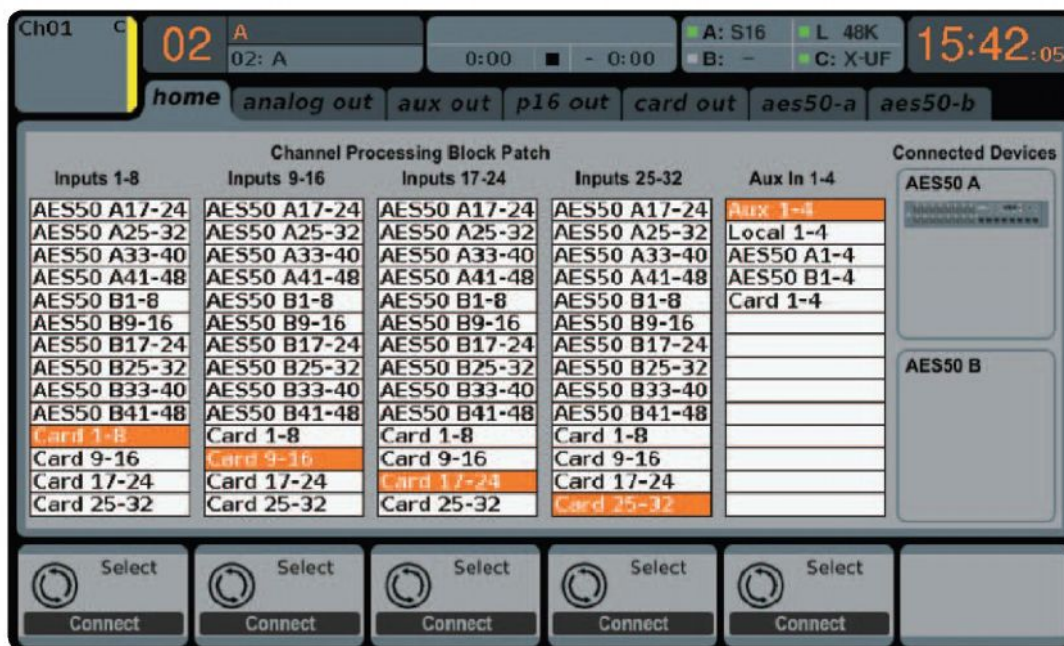 Ch01 C
02
A
02: A
0:00 - 0:00
A: S16 L 48K
B: - C: X-UF
15:42:05
home analog out aux out p16 out card out aes50-a aes50-b
Channel Processing Block Patch
Connected Devices
Inputs 1-8 Inputs 9-16 Inputs 17-24 Inputs 25-32 Aux In 1-4
AES50 A
AES50 A17-24 AES50 A17-24 AES50 A17-24 AES50 A17-24 Aux 1-4
AES50 A25-32 AES50 A25-32 AES50 A25-32 AES50 A25-32 Local 1-4
AES50 A33-40 AES50 A33-40 AES50 A33-40 AES50 A33-40 AES50 A1-4
AES50 A41-48 AES50 A41-48 AES50 A41-48 AES50 A41-48 AES50 B1-4
AES50 B1-8 AES50 B1-8 AES50 B1-8 AES50 B1-8 Card 1-4
AES50 B9-16 AES50 B9-16 AES50 B9-16 AES50 B9-16
AES50 B17-24 AES50 B17-24 AES50 B17-24 AES50 B17-24
AES50 B25-32 AES50 B25-32 AES50 B25-32 AES50 B25-32
AES50 B
AES50 B33-40 AES50 B33-40 AES50 B33-40 AES50 B33-40
AES50 B41-48 AES50 B41-48 AES50 B41-48 AES50 B41-48
Card 1-8 Card 1-8 Card 1-8 Card 1-8
Card 9-16 Card 9-16 Card 9-16 Card 9-16
Card 17-24 Card 17-24 Card 17-24 Card 17-24
Card 25-32 Card 25-32 Card 25-32 Card 25-32
Select Select Select Select Select
Connect Connect Connect Connect Connect